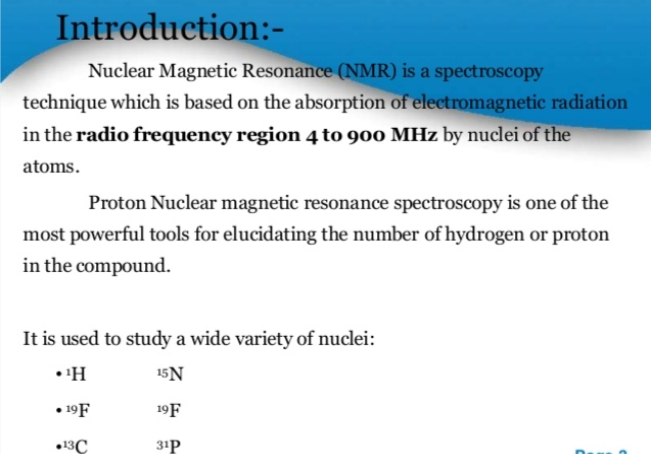 Introduction:-
Nuclear Magnetic Resonance (NMR) is a spectroscopy
technique which is based on the absorption of electromagnetic radiation
in the radio frequency region 4 to 900 MHz by nuclei of the
atoms.
Proton Nuclear magnetic resonance spectroscopy is one of the
most powerful tools for elucidating the number of hydrogen or proton
in the compound.
It is used to study a wide variety of nuclei:
• ¹H ¹⁵N
• ¹⁹F ¹⁹F
•¹³C ³¹P